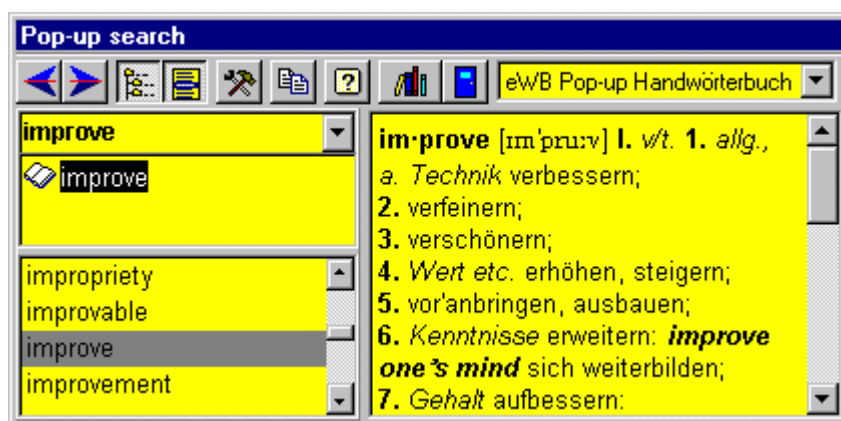 Pop-up search
eWB Pop-up Handwörterbuch
improve
improve
impropriety
improvable
improve
improvement
im·prove [ɪmˈpruːv] I. v/t. 1. allg.,
a. Technik verbessern;
2. verfeinern;
3. verschönern;
4. Wert etc. erhöhen, steigern;
5. vor'anbringen, ausbauen;
6. Kenntnisse erweitern: improve
one's mind sich weiterbilden;
7. Gehalt aufbessern: